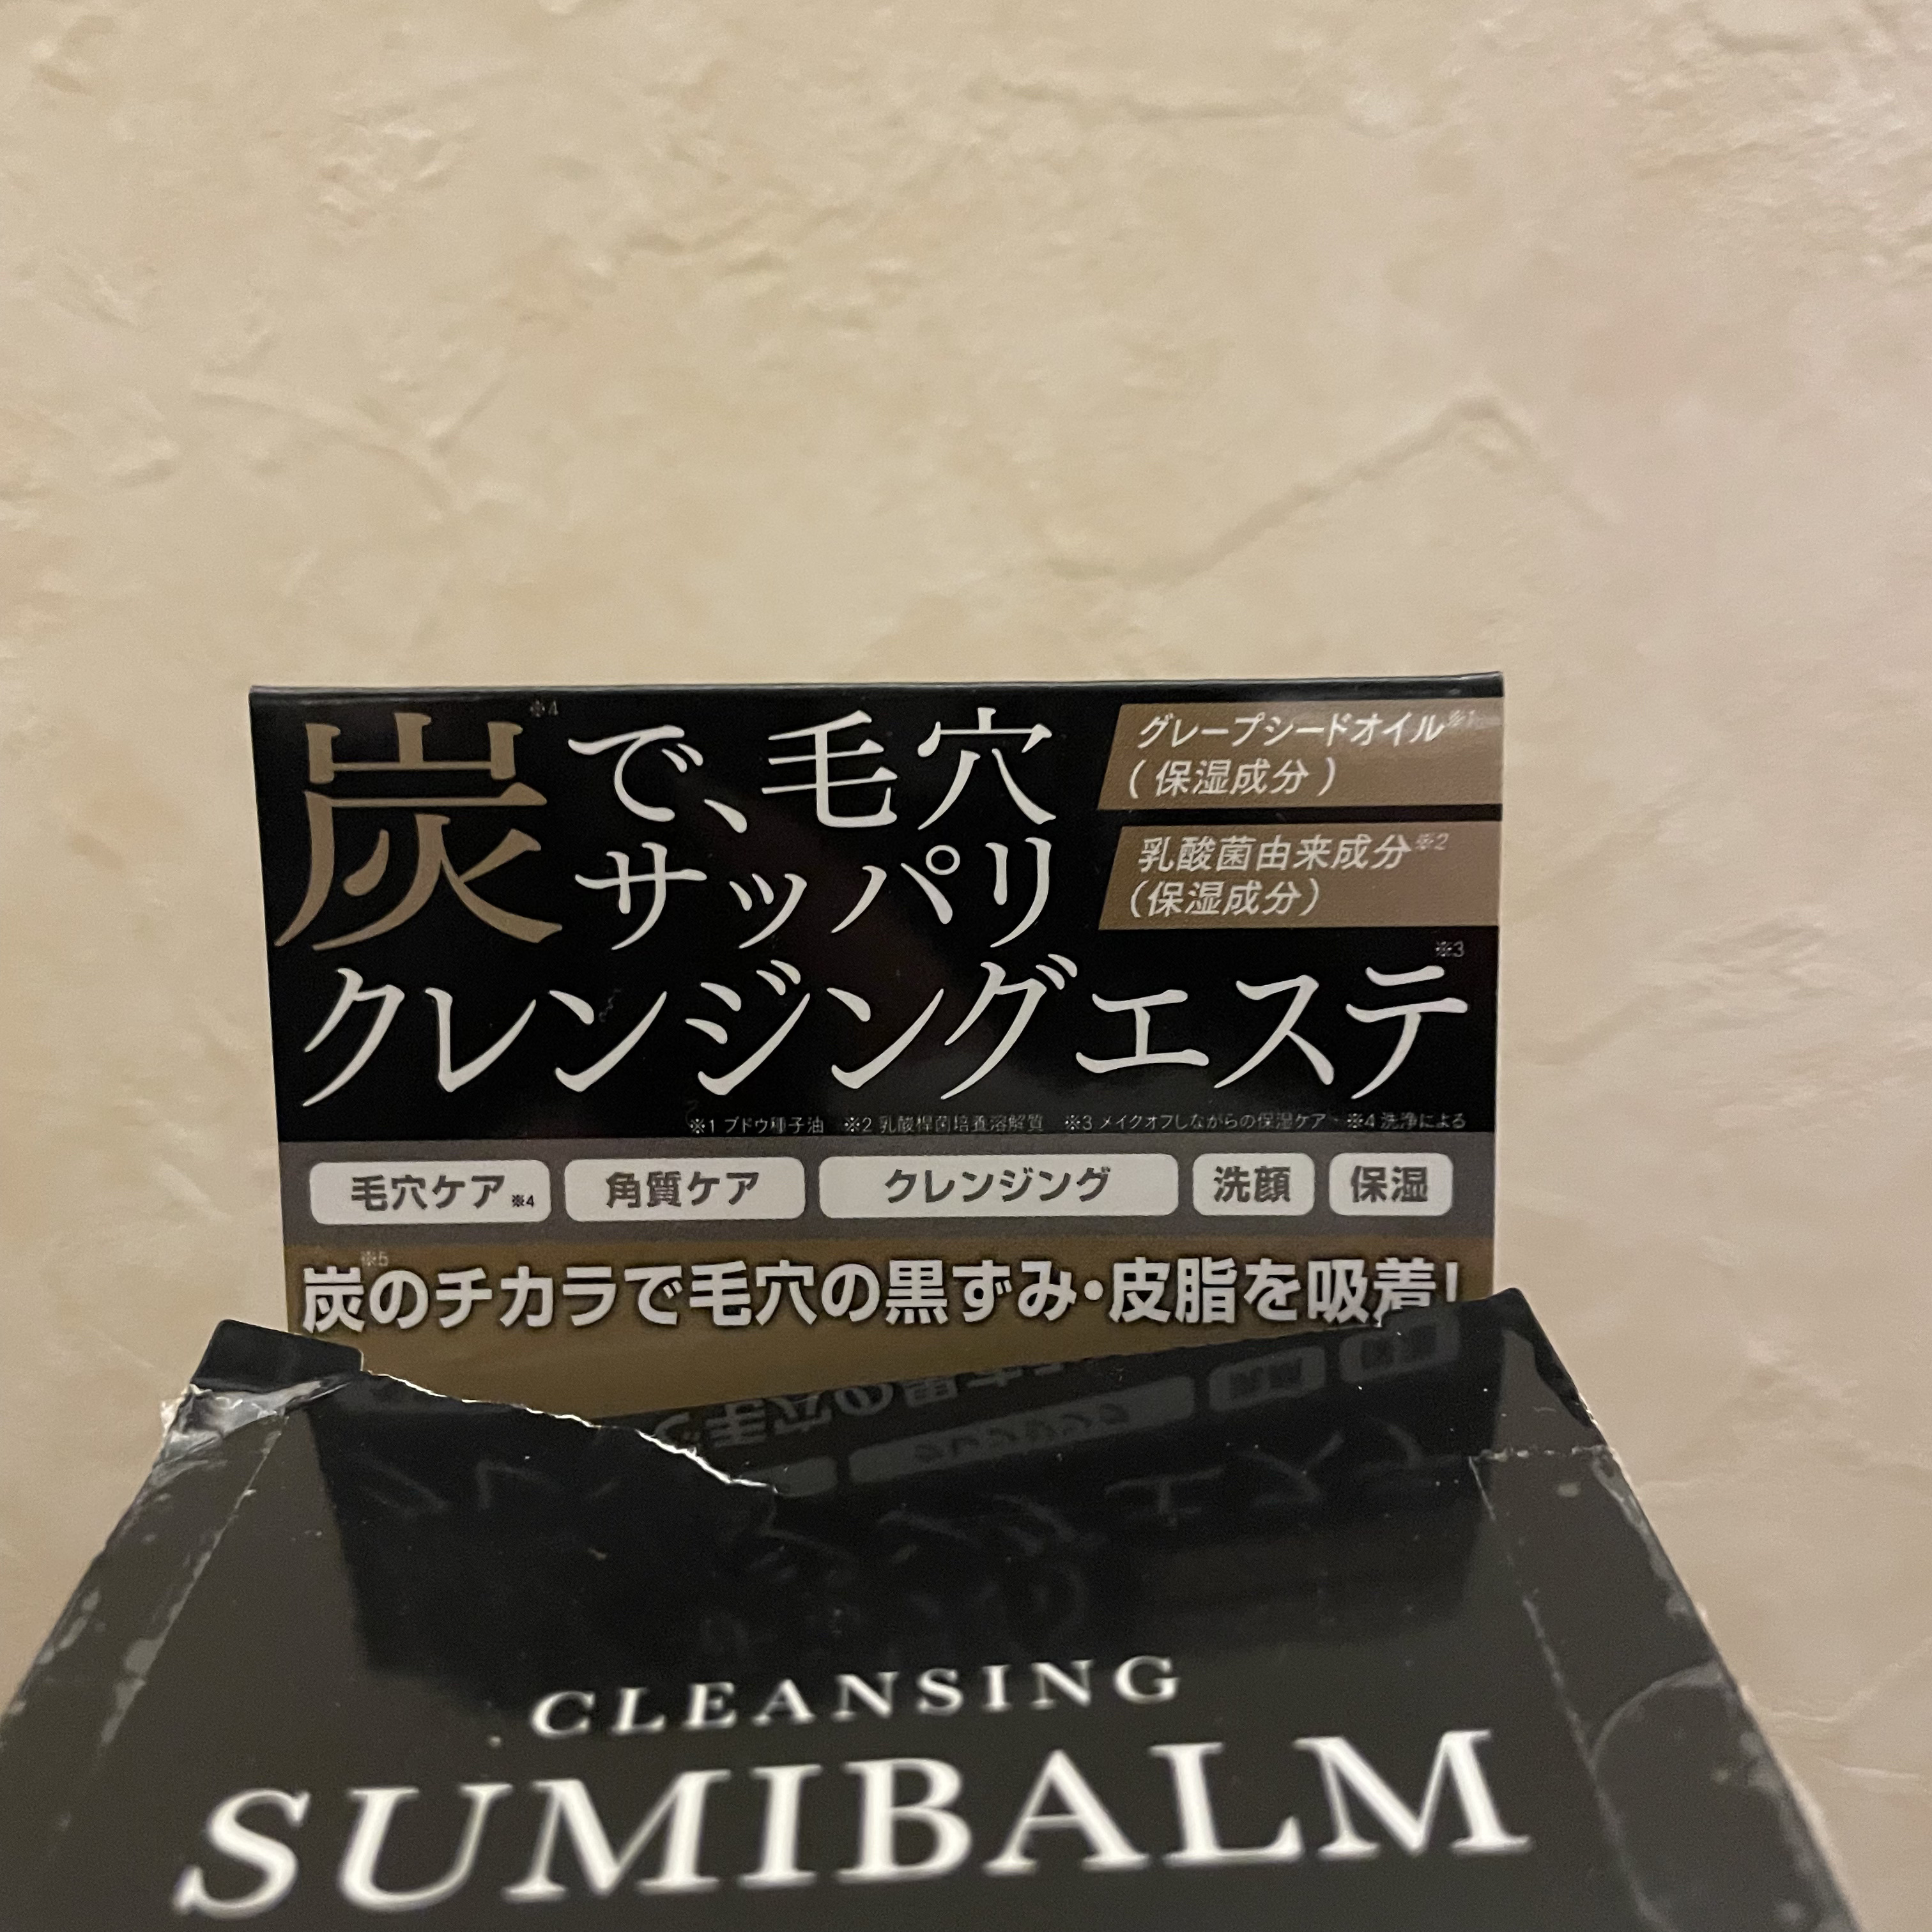 炭※4で、毛穴
サッパリ
クレンジングエステ※3
グレープシードオイル※1
(保湿成分)
乳酸菌由来成分※2
(保湿成分)
※1 ブドウ種子油 ※2 乳酸桿菌培養溶解質 ※3 メイクオフしながらの保湿ケア ※4 洗浄による
毛穴ケア※4 角質ケア クレンジング 洗顔 保湿
炭※5のチカラで毛穴の黒ずみ・皮脂を吸着!
CLEANSING
SUMIBALM